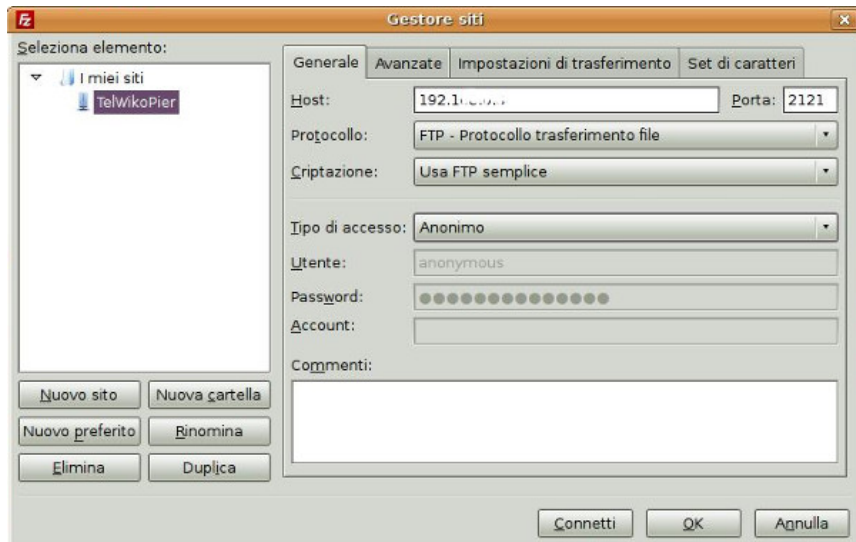 Fz
Gestore siti
Seleziona elemento:
I miei siti
TelWikoPier
Nuovo sito Nuova cartella
Nuovo preferito Rinomina
Elimina Duplica
Generale Avanzate Impostazioni di trasferimento Set di caratteri
Host: Porta: 2121
Protocollo: FTP - Protocollo trasferimento file
Criptazione: Usa FTP semplice
Tipo di accesso: Anonimo
Utente: anonymous
Password: ●●●●●●●●●●●●●●
Account:
Commenti:
Connetti OK Annulla